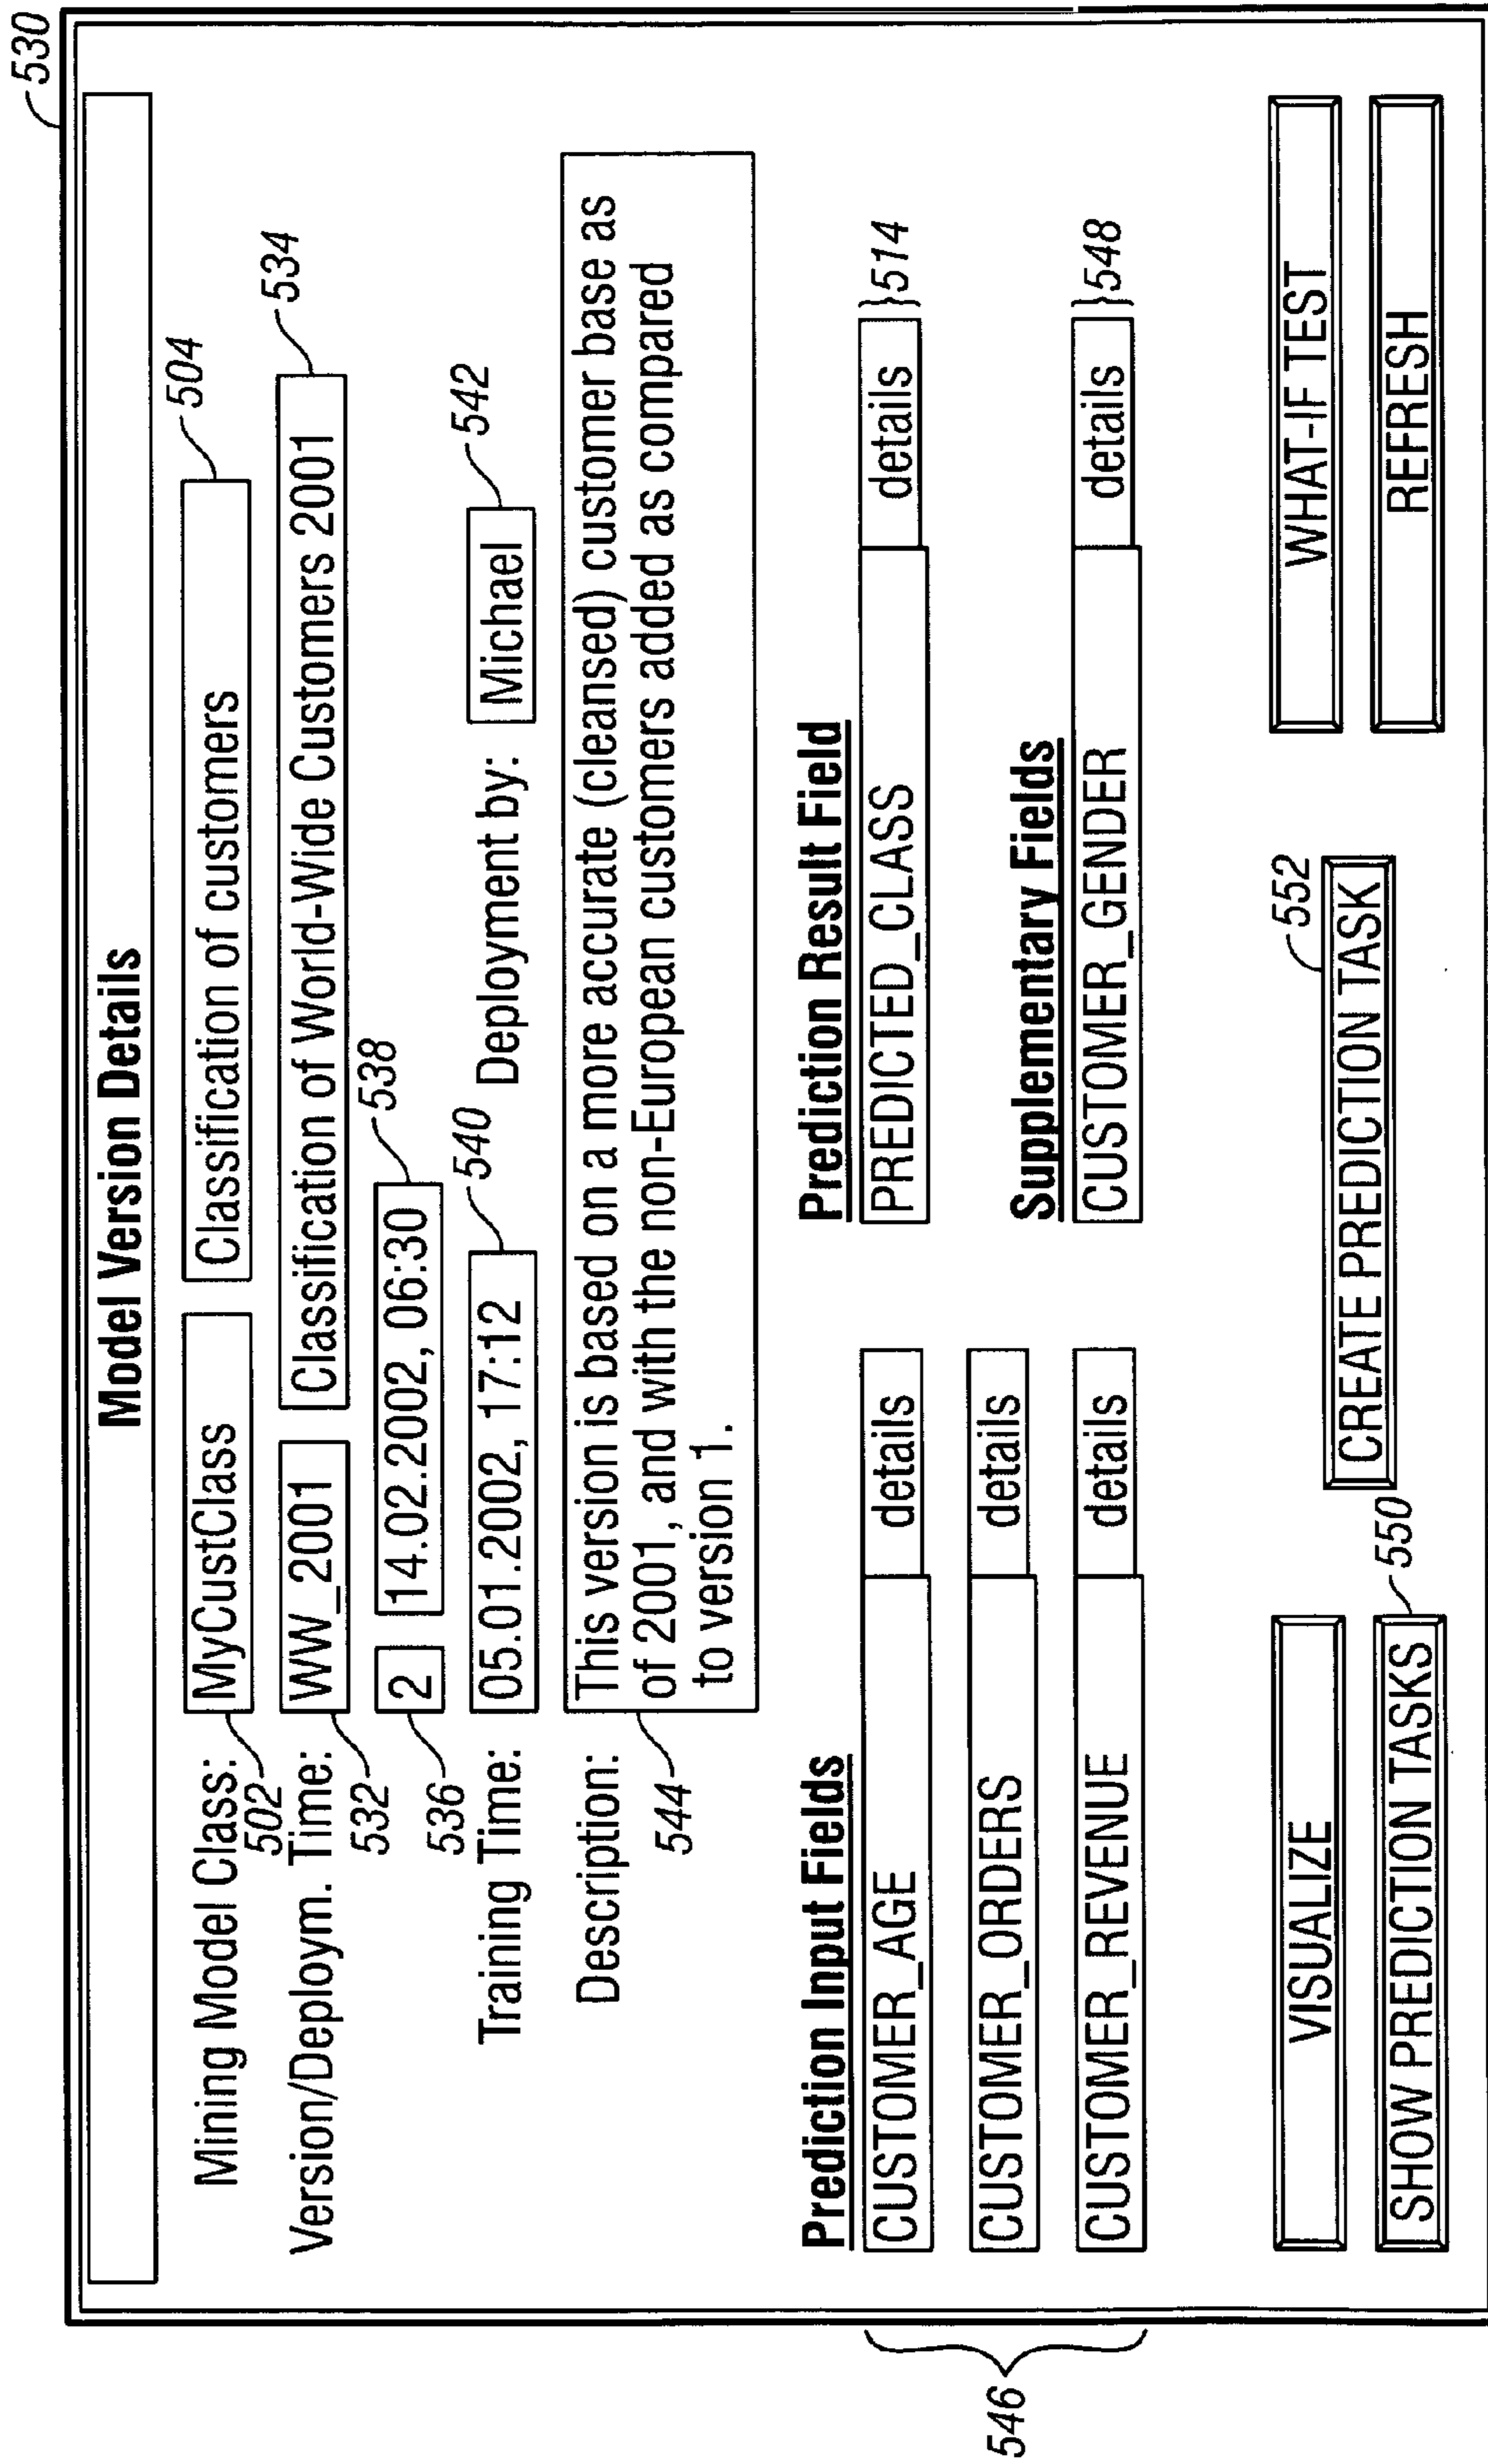 530
Model Version Details
Mining Model Class: MyCustClass Classification of customers 504
502
Version/Deploym. Time: WW_2001 Classification of World-Wide Customers 2001 534
532
2 14.02.2002, 06:30 538
536
Training Time: 05.01.2002, 17:12 540 Deployment by: Michael 542
Description: This version is based on a more accurate (cleansed) customer base as
of 2001, and with the non-European customers added as compared
to version 1.
544
Prediction Input Fields Prediction Result Field
CUSTOMER_AGE details PREDICTED_CLASS details }514
CUSTOMER_ORDERS details
Supplementary Fields
CUSTOMER_REVENUE details CUSTOMER_GENDER details }548
546
VISUALIZE WHAT-IF TEST
552
CREATE PREDICTION TASK
SHOW PREDICTION TASKS 550 REFRESH